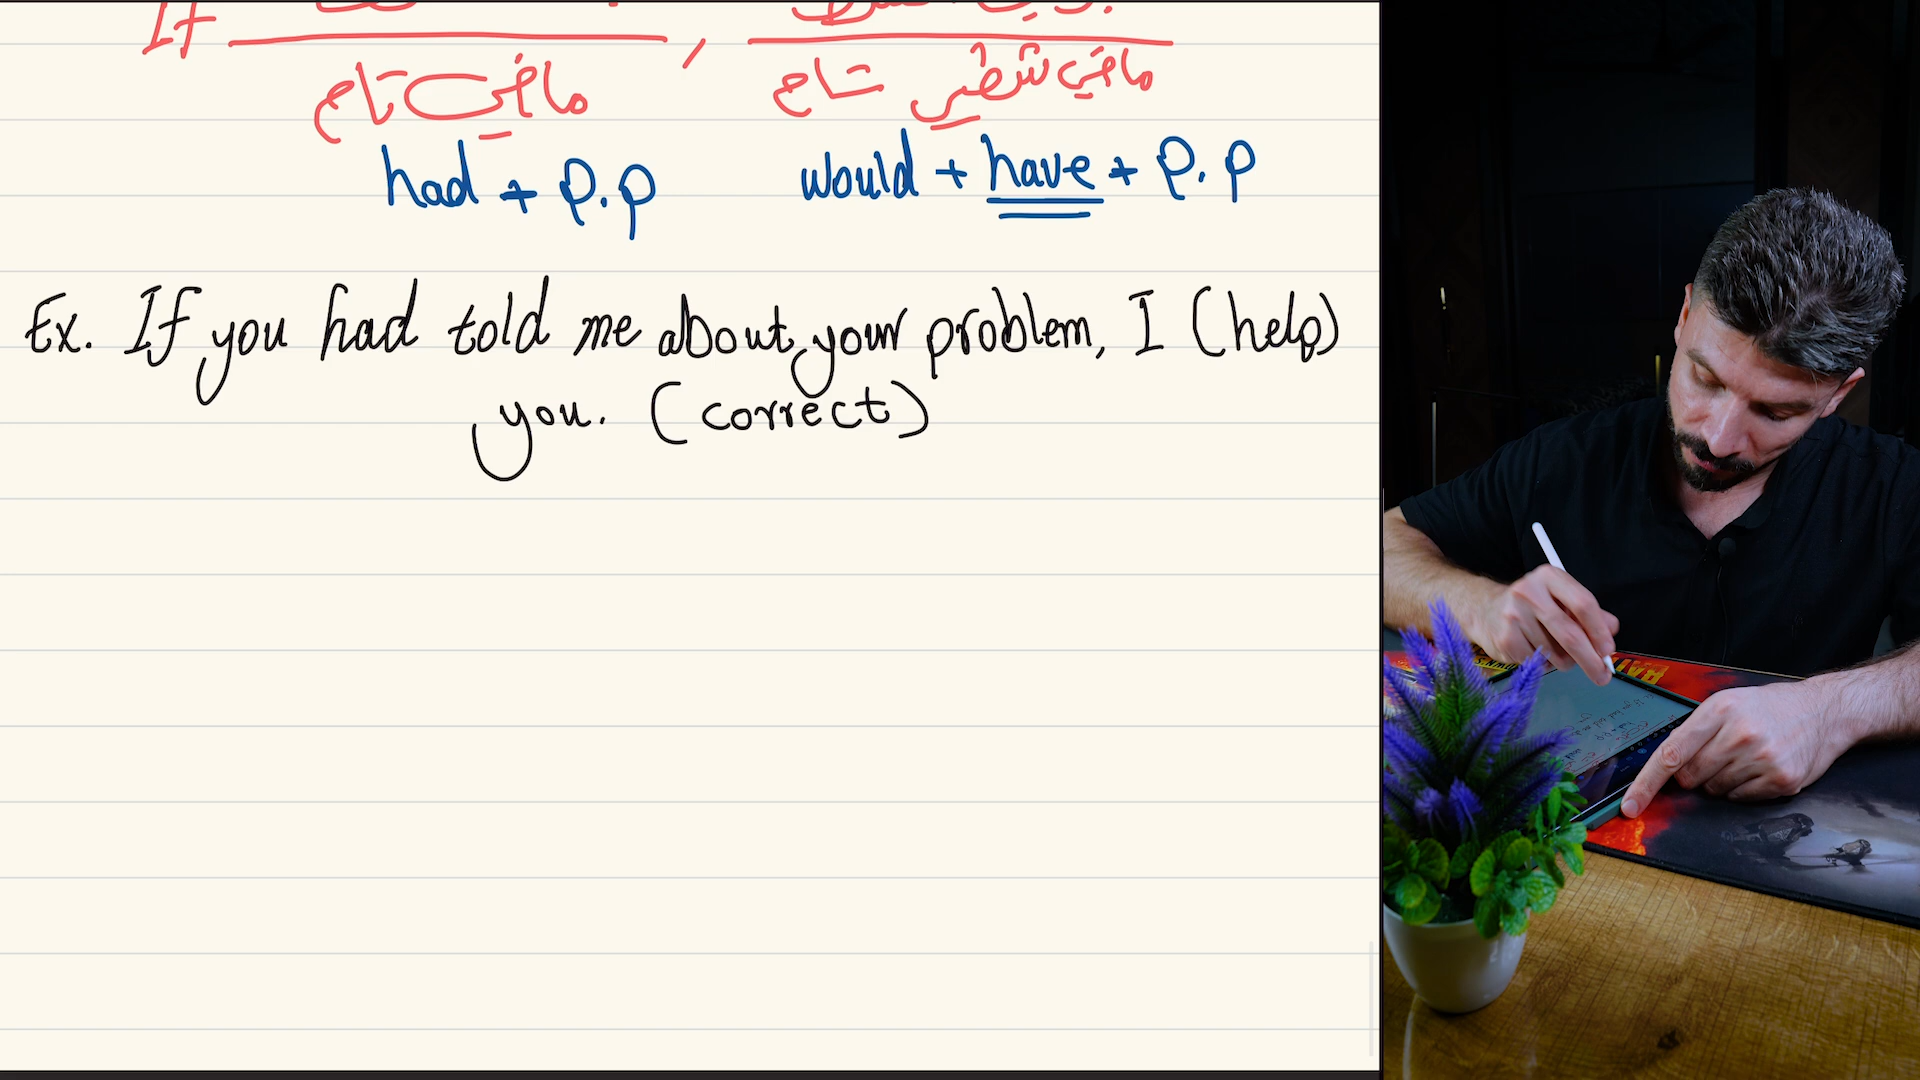 If ,
ماضي تام ماضي شرطي تام
had + P.P would + have + P.P
Ex. If you had told me about your problem, I (help)
you. (correct)